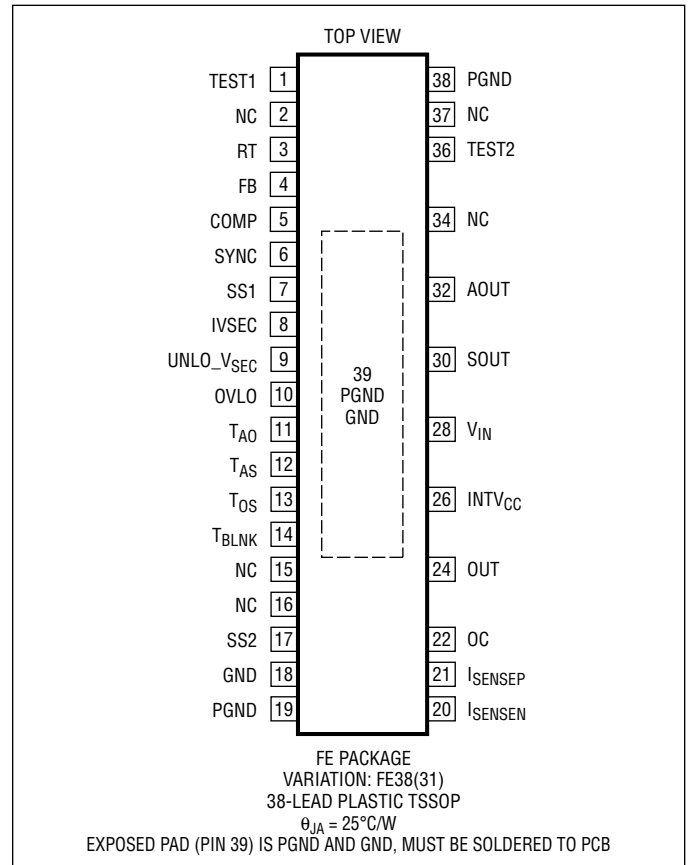 TOP VIEW
TEST1 1
NC 2
RT 3
FB 4
COMP 5
SYNC 6
SS1 7
IVSEC 8
UNLO_VSEC 9
OVLO 10
TAO 11
TAS 12
TOS 13
TBLNK 14
NC 15
NC 16
SS2 17
GND 18
PGND 19
39
PGND
GND
38 PGND
37 NC
36 TEST2
34 NC
32 AOUT
30 SOUT
28 VIN
26 INTVCC
24 OUT
22 OC
21 ISENSEP
20 ISENSEN
FE PACKAGE
VARIATION: FE38(31)
38-LEAD PLASTIC TSSOP
θJA = 25°C/W
EXPOSED PAD (PIN 39) IS PGND AND GND, MUST BE SOLDERED TO PCB